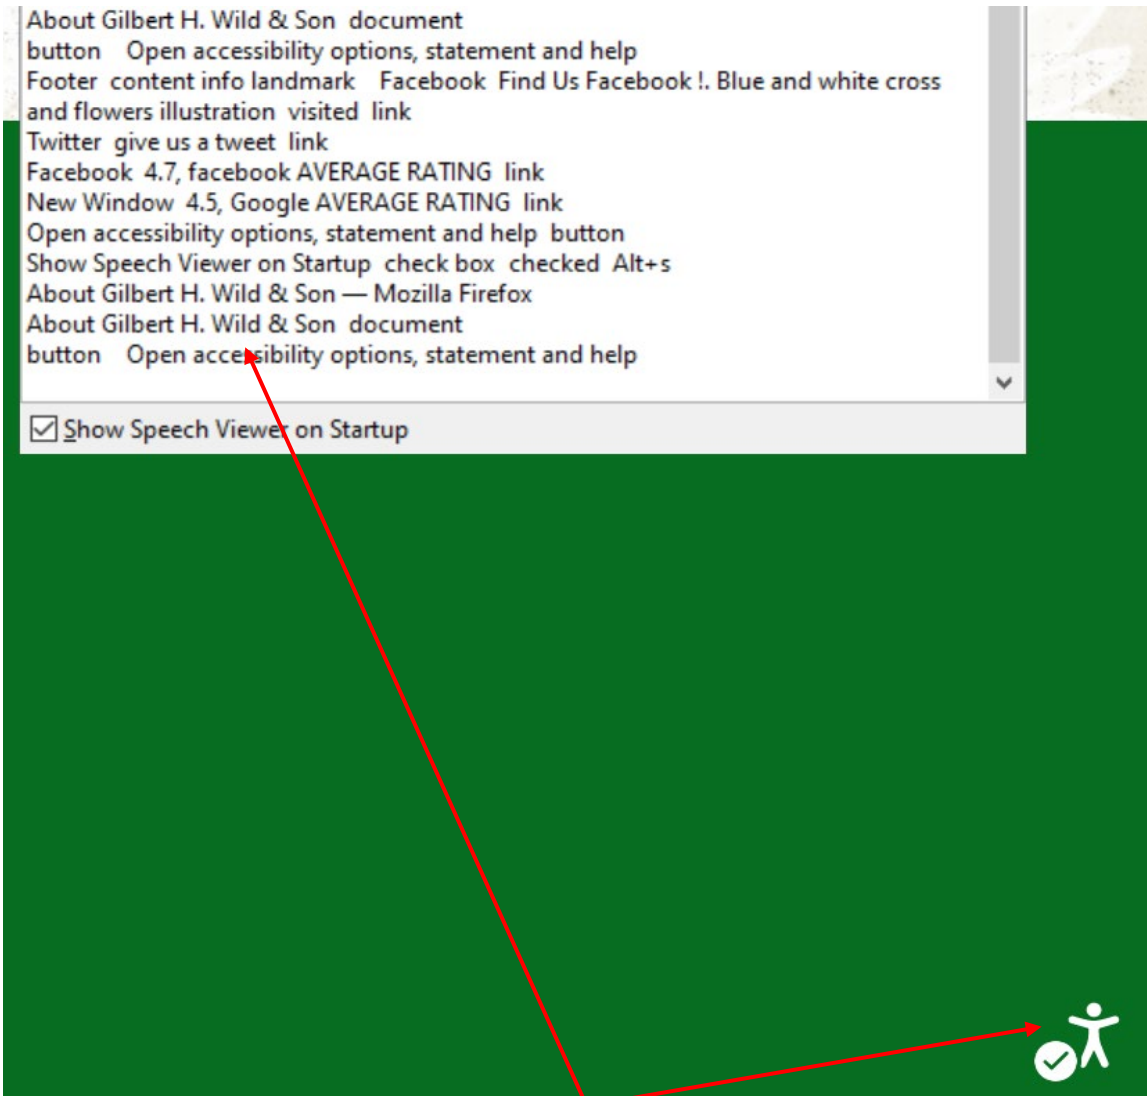 About Gilbert H. Wild & Son  document
button    Open accessibility options, statement and help
Footer  content info landmark    Facebook  Find Us Facebook !. Blue and white cross
and flowers illustration  visited  link
Twitter  give us a tweet  link
Facebook  4.7, facebook AVERAGE RATING  link
New Window  4.5, Google AVERAGE RATING  link
Open accessibility options, statement and help  button
Show Speech Viewer on Startup  check box  checked  Alt+s
About Gilbert H. Wild & Son — Mozilla Firefox
About Gilbert H. Wild & Son  document
button    Open accessibility options, statement and help
Show Speech Viewer on Startup